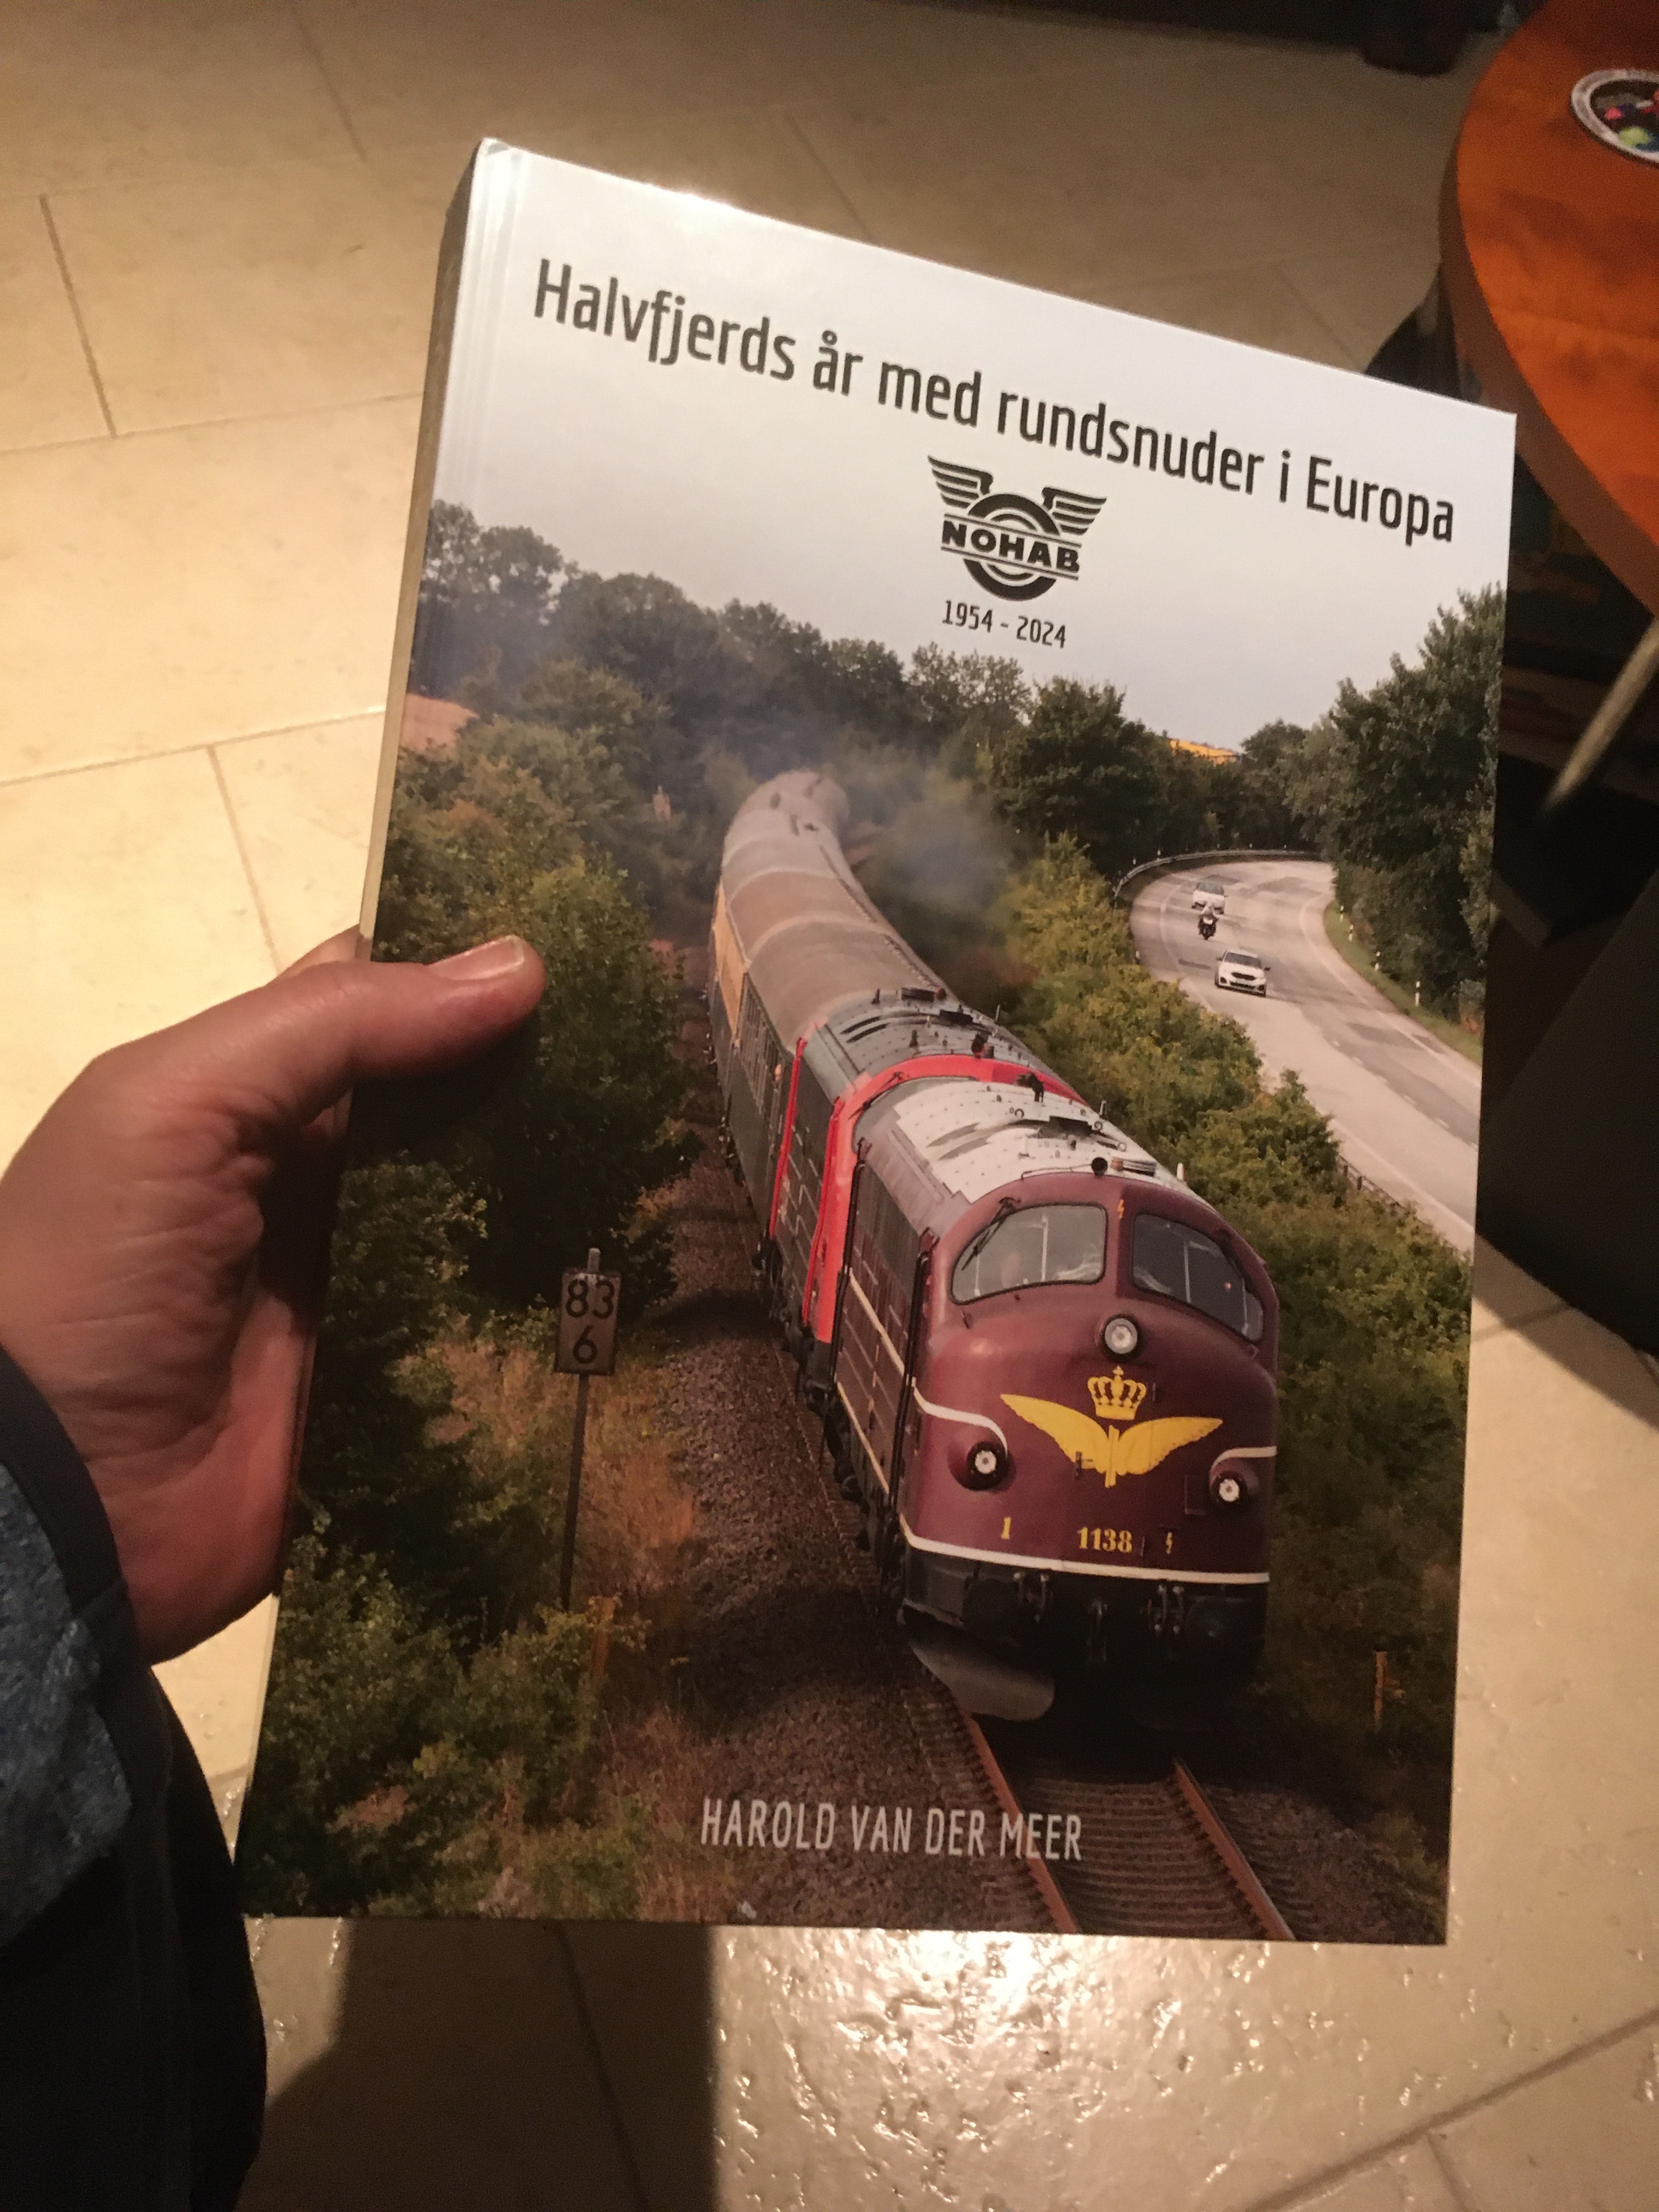 Halvfjerds år med rundsnuder i Europa
NOHAB
1954 - 2024
83
6
1 1138
HAROLD VAN DER MEER